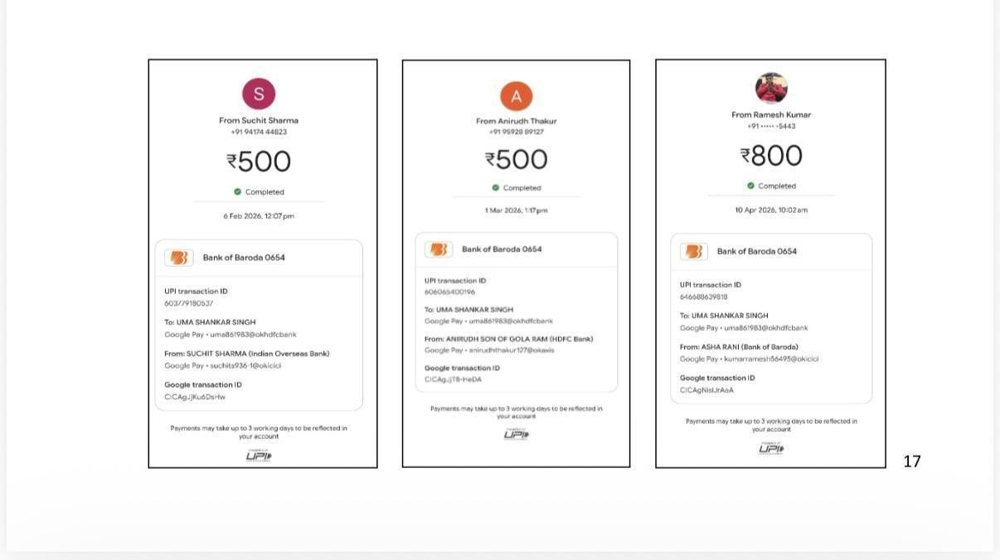 S
From Suchit Sharma
+91 94174 44823
₹500
Completed
6 Feb 2026, 12:07 pm
Bank of Baroda 0654
UPI transaction ID
603779180537
To: UMA SHANKAR SINGH
Google Pay • uma861983@okhdfcbank
From: SUCHIT SHARMA (Indian Overseas Bank)
Google Pay • suchits936-1@okicici
Google transaction ID
CICAgJjKu6DsHw
Payments may take up to 3 working days to be reflected in
your account
POWERED BY
UPI
A
From Anirudh Thakur
+91 95928 89127
₹500
Completed
1 Mar 2026, 1:17 pm
Bank of Baroda 0654
UPI transaction ID
606065400196
To: UMA SHANKAR SINGH
Google Pay • uma861983@okhdfcbank
From: ANIRUDH SON OF GOLA RAM (HDFC Bank)
Google Pay • anirudhthakur127@okaxis
Google transaction ID
CICAgJjT8-HeDA
Payments may take up to 3 working days to be reflected in
your account
POWERED BY
UPI
From Ramesh Kumar
+91 ••••• •5443
₹800
Completed
10 Apr 2026, 10:02 am
Bank of Baroda 0654
UPI transaction ID
646688639818
To: UMA SHANKAR SINGH
Google Pay • uma861983@okhdfcbank
From: ASHA RANI (Bank of Baroda)
Google Pay • kumarramesh56495@okicici
Google transaction ID
Payments may take up to 3 working days to be reflected in
your account
POWERED BY
UPI
17